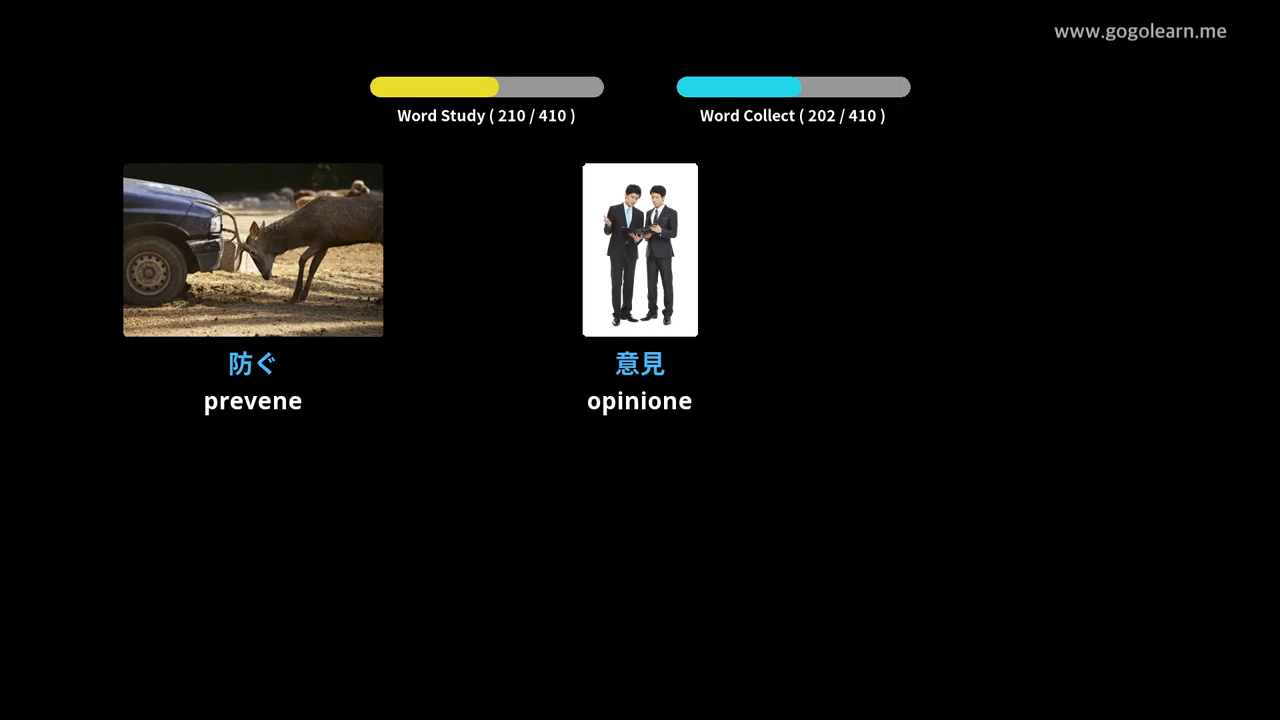 www.gogolearn.me
Word Study ( 210 / 410 )
Word Collect ( 202 / 410 )
防ぐ
prevene
意見
opinione